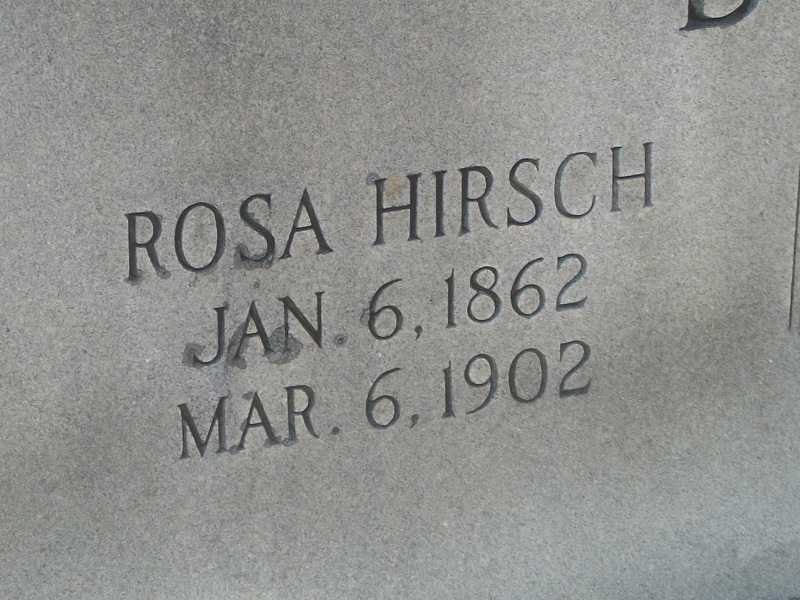 ROSA HIRSCH
JAN. 6, 1862
MAR. 6, 1902